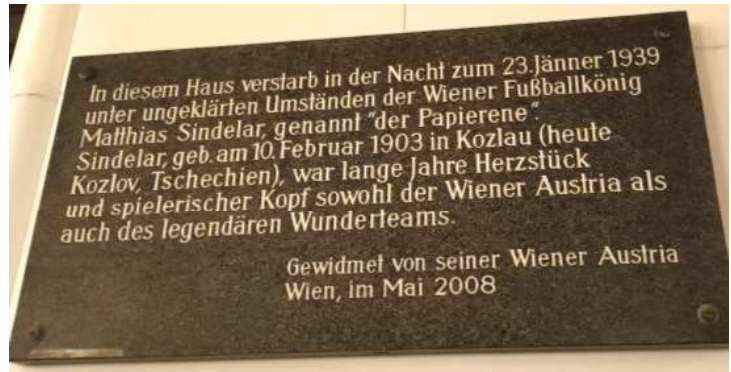 In diesem Haus verstarb in der Nacht zum 23.Jänner 1939
unter ungeklärten Umständen der Wiener Fußballkönig
Matthias Sindelar, genannt "der Papierene".
Sindelar, geb. am 10. Februar 1903 in Kozlau (heute
Kozlov, Tschechien), war lange Jahre Herzstück
und spielerischer Kopf sowohl der Wiener Austria als
auch des legendären Wunderteams.
Gewidmet von seiner Wiener Austria
Wien, im Mai 2008